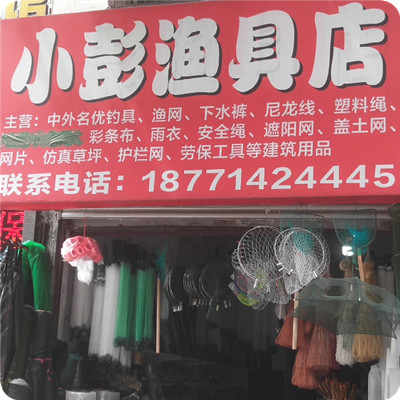 小彭渔具店
主营：中外名优钓具、渔网、下水裤、尼龙线、塑料绳、
彩条布、雨衣、安全绳、遮阳网、盖土网、
网片、仿真草坪、护栏网、劳保工具等建筑用品
联系电话：18771424445